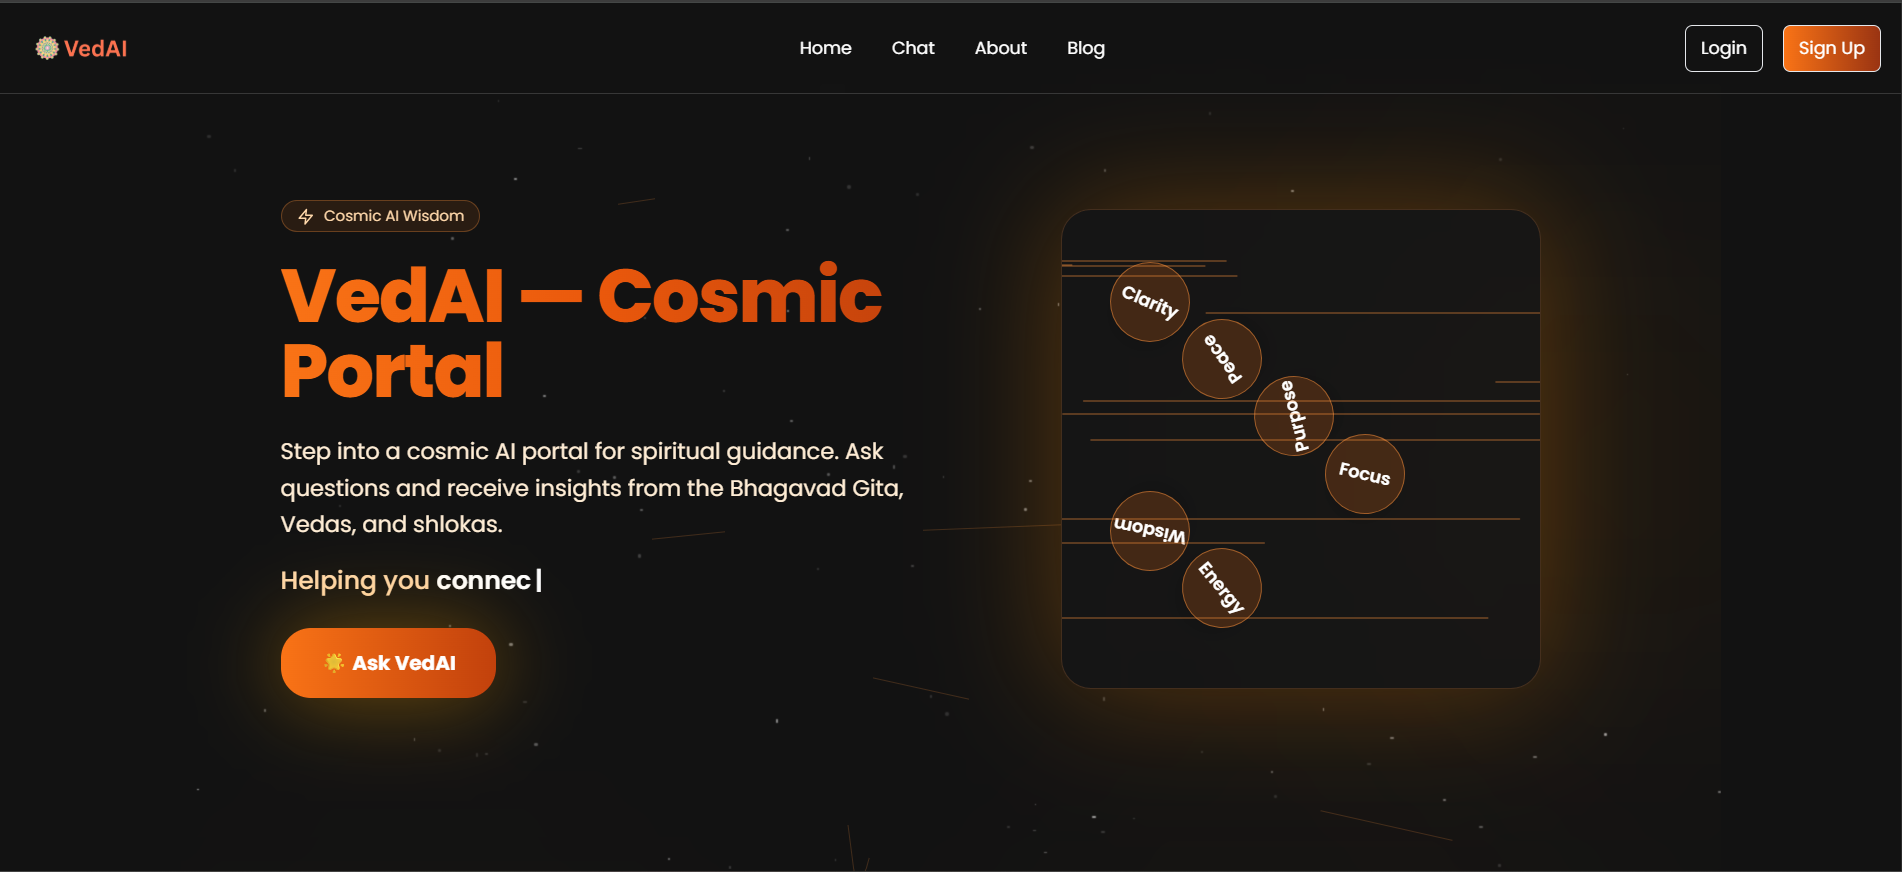 VedAI
Home
Chat
About
Blog
Login
Sign Up
Cosmic AI Wisdom
VedAI — Cosmic
Portal
Step into a cosmic AI portal for spiritual guidance. Ask
questions and receive insights from the Bhagavad Gita,
Vedas, and shlokas.
Helping you connec|
🌟 Ask VedAI
Clarity
Peace
Purpose
Focus
Wisdom
Energy